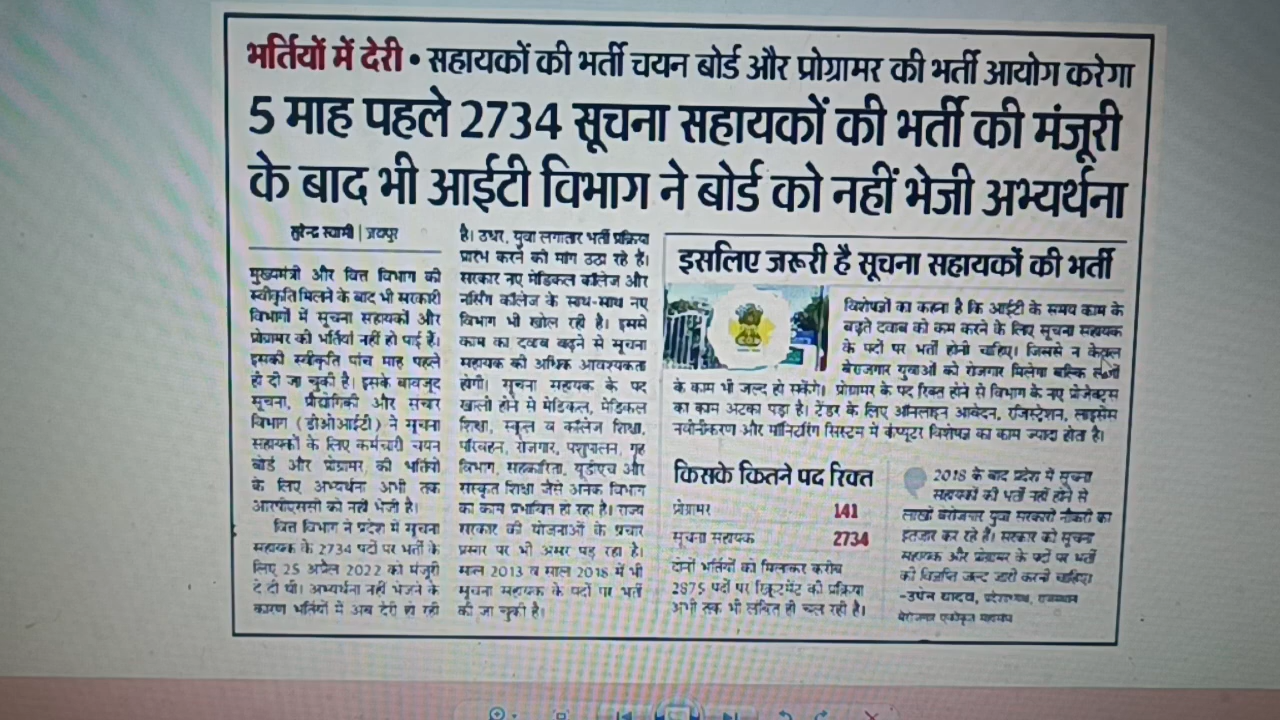 भर्तियों में देरी • सहायकों की भर्ती चयन बोर्ड और प्रोग्रामर की भर्ती आयोग करेगा
5 माह पहले 2734 सूचना सहायकों की भर्ती की मंजूरी
के बाद भी आईटी विभाग ने बोर्ड को नहीं भेजी अभ्यर्थना
सुरेन्द्र स्वामी | जयपुर
मुख्यमंत्री और वित्त विभाग की
स्वीकृति मिलने के बाद भी सरकारी
विभागों में सूचना सहायकों और
प्रोग्रामर की भर्तियां नहीं हो पाई हैं।
इसकी स्वीकृति पांच माह पहले
ही दी जा चुकी है। इसके बावजूद
सूचना, प्रौद्योगिकी और संचार
विभाग (डीओआईटी) ने सूचना
सहायकों के लिए कर्मचारी चयन
बोर्ड और प्रोग्रामर, की भर्तियों
के लिए अभ्यर्थना अभी तक
आरपीएससी को नहीं भेजी है।
वित्त विभाग ने प्रदेश में सूचना
सहायक के 2734 पदों पर भर्ती के
लिए 25 अप्रैल 2022 को मंजूरी
दे दी थी। अभ्यर्थना नहीं भेजने के
कारण भर्तियों में अब देरी हो रही
है। उधर, युवा लगातार भर्ती प्रक्रिया
प्रारंभ करने की मांग उठा रहे हैं।
सरकार नए मेडिकल कॉलेज और
नर्सिंग कॉलेज के साथ-साथ नए
विभाग भी खोल रही है। इससे
काम का दबाव बढ़ने से सूचना
सहायक की अधिक आवश्यकता
होगी। सूचना सहायक के पद
खाली होने से मेडिकल, मेडिकल
शिक्षा, स्कूल व कॉलेज शिक्षा,
परिवहन, रोजगार, पशुपालन, गृह
विभाग, सहकारिता, यूडीएच और
संस्कृत शिक्षा जैसे अनेक विभाग
का काम प्रभावित हो रहा है। राज्य
सरकार की योजनाओं के प्रचार
प्रसार पर भी असर पड़ रहा है।
साल 2013 व साल 2018 में भी
सूचना सहायक के पदों पर भर्ती
की जा चुकी है।
इसलिए जरूरी है सूचना सहायकों की भर्ती
विशेषज्ञों का कहना है कि आईटी के समय काम के
बढ़ते दबाव को कम करने के लिए सूचना सहायक
के पदों पर भर्ती होनी चाहिए। जिससे न केवल
बेरोजगार युवाओं को रोजगार मिलेगा बल्कि लोगों
के काम भी जल्द हो सकेंगे। प्रोग्रामर के पद रिक्त होने से विभाग के नए प्रोजेक्ट्स
का काम अटका पड़ा है। टेंडर के लिए ऑनलाइन आवेदन, रजिस्ट्रेशन, लाइसेंस
नवीनीकरण और मॉनिटरिंग सिस्टम में कंप्यूटर विशेषज्ञ का काम ज्यादा होता है।
किसके कितने पद रिक्त
प्रोग्रामर 141
सूचना सहायक 2734
दोनों भर्तियों को मिलाकर करीब
2875 पदों पर रिक्रूटमेंट की प्रक्रिया
अभी तक भी लंबित ही चल रही है।
2018 के बाद प्रदेश में सूचना
सहायकों की भर्ती नहीं होने से
लाखों बेरोजगार युवा सरकारी नौकरी का
इंतजार कर रहे हैं। सरकार को सूचना
सहायक और प्रोग्रामर के पदों पर भर्ती
की विज्ञप्ति जल्द जारी करनी चाहिए।
-उपेन यादव, प्रदेशाध्यक्ष, राजस्थान
बेरोजगार एकीकृत महासंघ